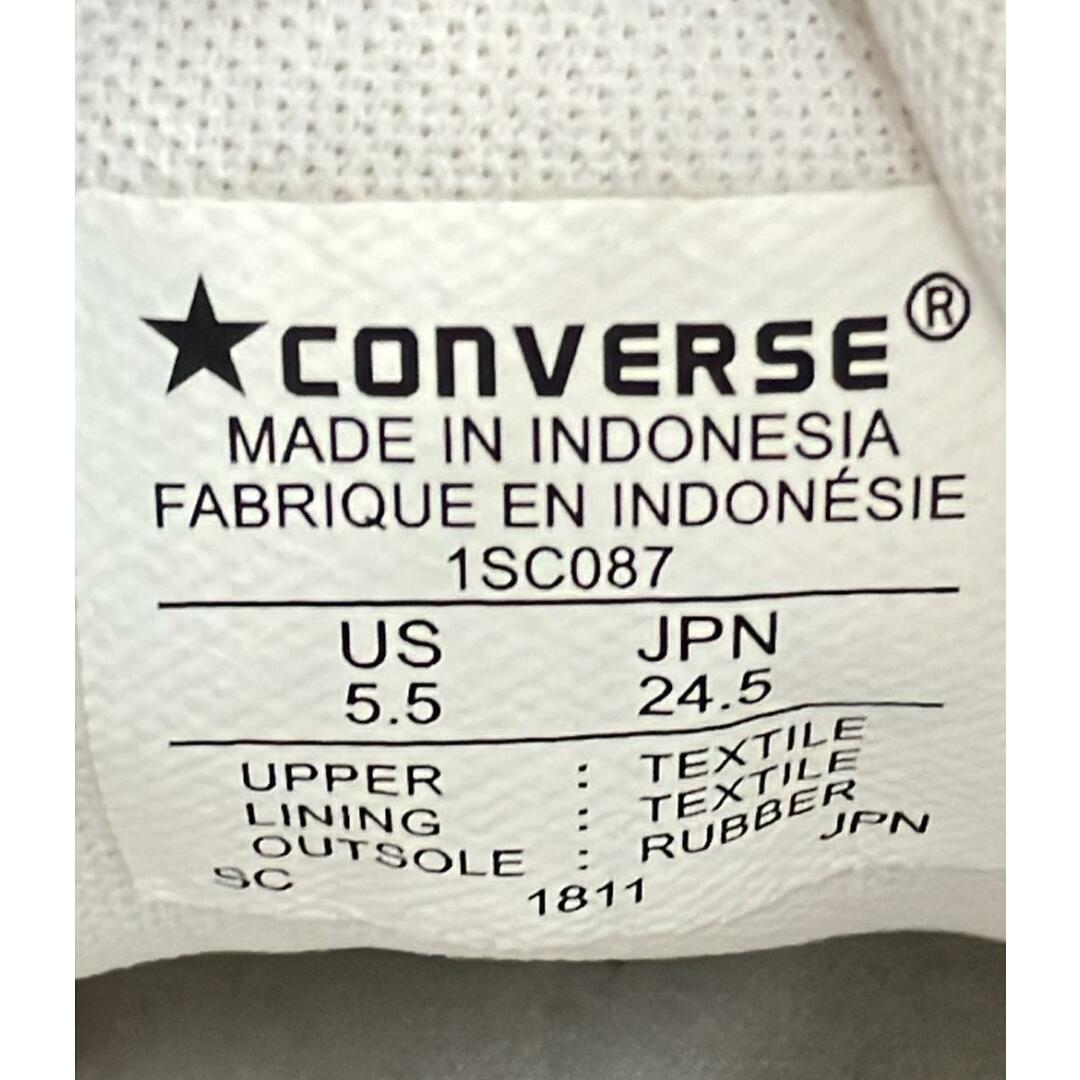 ★CONVERSE®
MADE IN INDONESIA
FABRIQUE EN INDONÉSIE
1SC087
US JPN
5.5 24.5
UPPER : TEXTILE
LINING : TEXTILE
OUTSOLE : RUBBER
SC 1811 JPN